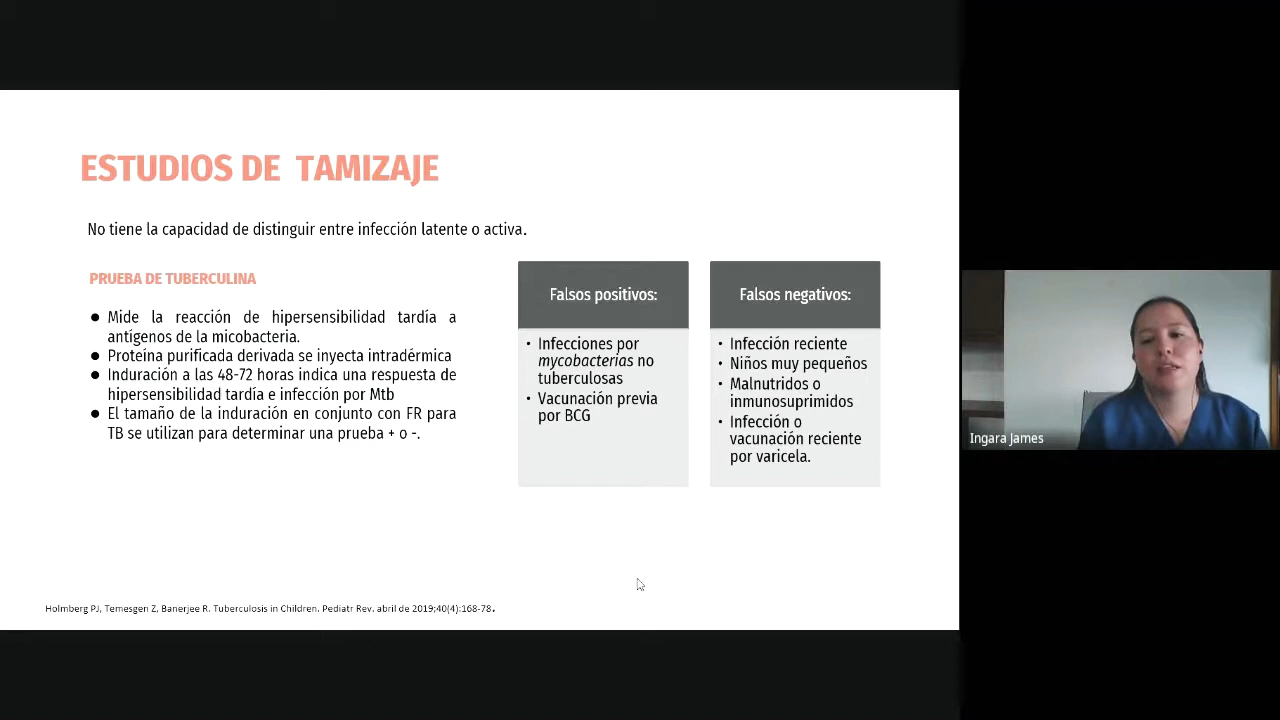 ESTUDIOS DE TAMIZAJE
No tiene la capacidad de distinguir entre infección latente o activa.
PRUEBA DE TUBERCULINA
● Mide la reacción de hipersensibilidad tardía a
antígenos de la micobacteria.
● Proteína purificada derivada se inyecta intradérmica
● Induración a las 48-72 horas indica una respuesta de
hipersensibilidad tardía e infección por Mtb
● El tamaño de la induración en conjunto con FR para
TB se utilizan para determinar una prueba + o -.
Falsos positivos:
• Infecciones por
mycobacterias no
tuberculosas
• Vacunación previa
por BCG
Falsos negativos:
• Infección reciente
• Niños muy pequeños
• Malnutridos o
inmunosuprimidos
• Infección o
vacunación reciente
por varicela.
Holmberg PJ, Temesgen Z, Banerjee R. Tuberculosis in Children. Pediatr Rev. abril de 2019;40(4):168-78.
Ingara James